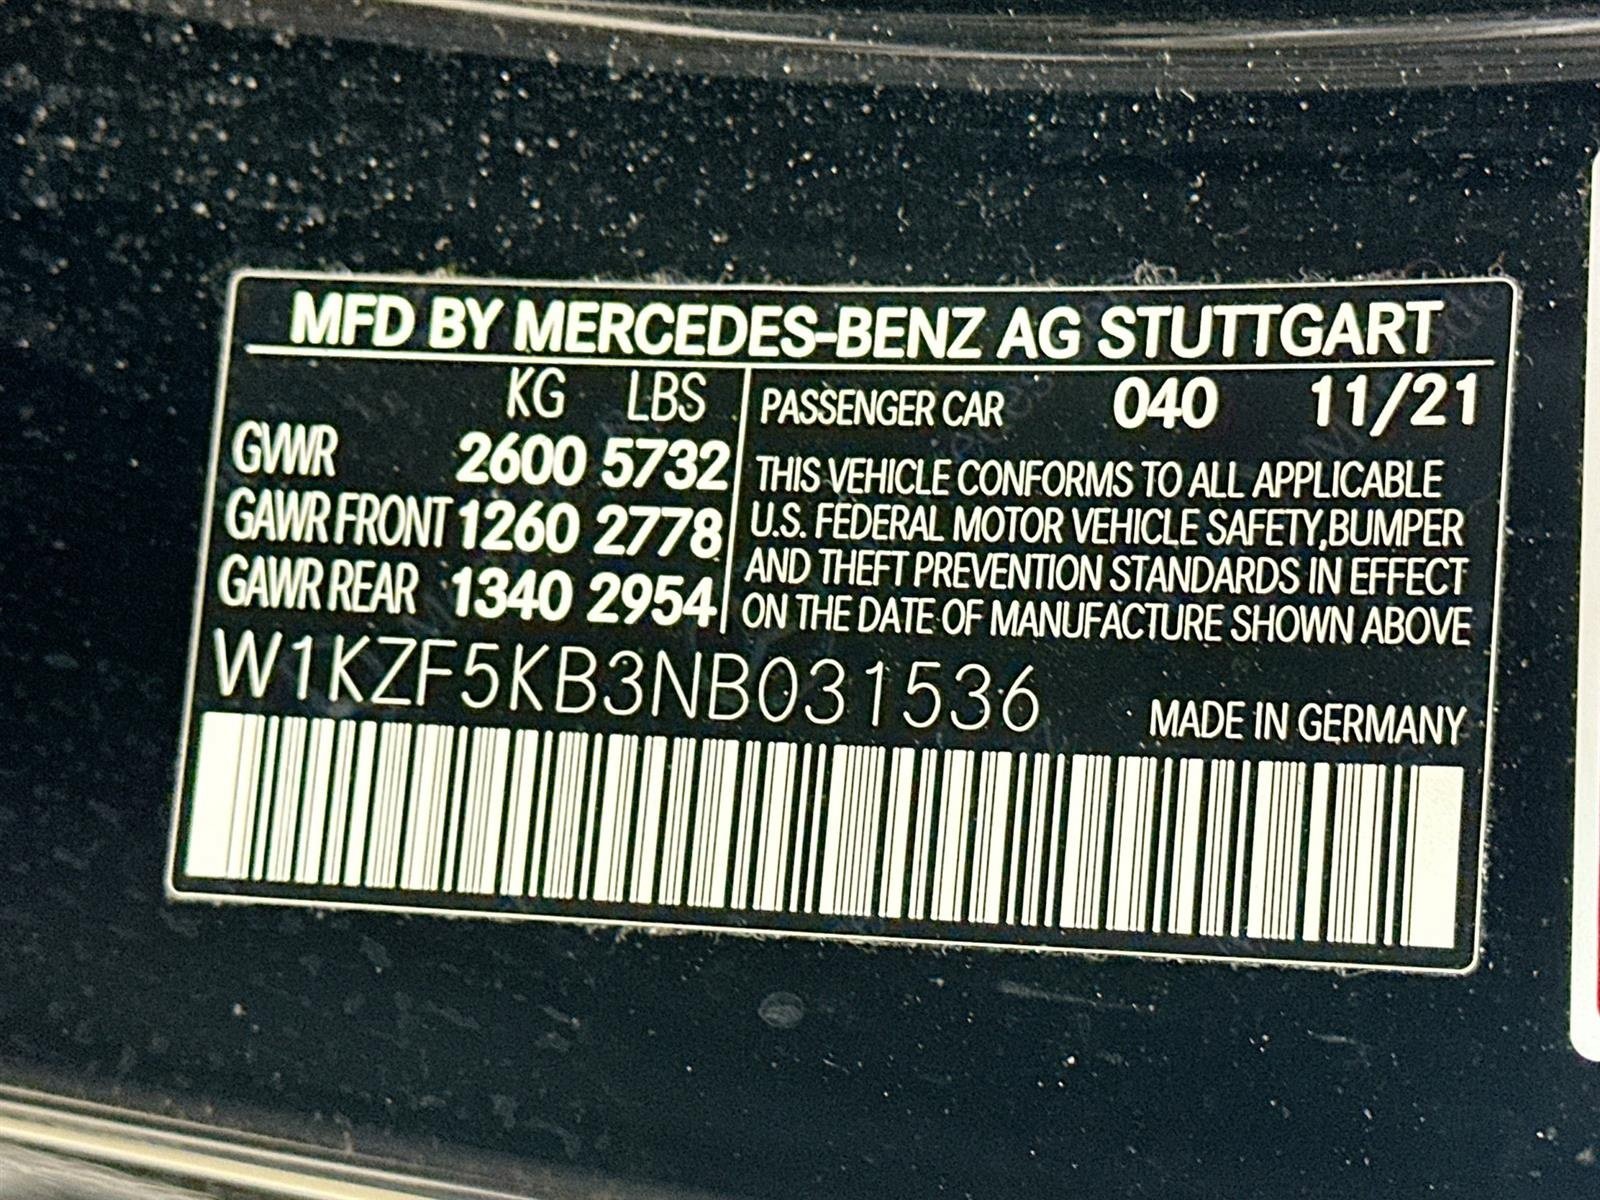 MFD BY MERCEDES-BENZ AG STUTTGART
KG LBS
GVWR 2600 5732
GAWR FRONT 1260 2778
GAWR REAR 1340 2954
PASSENGER CAR 040 11/21
THIS VEHICLE CONFORMS TO ALL APPLICABLE
U.S. FEDERAL MOTOR VEHICLE SAFETY,BUMPER
AND THEFT PREVENTION STANDARDS IN EFFECT
ON THE DATE OF MANUFACTURE SHOWN ABOVE
W1KZF5KB3NB031536
MADE IN GERMANY